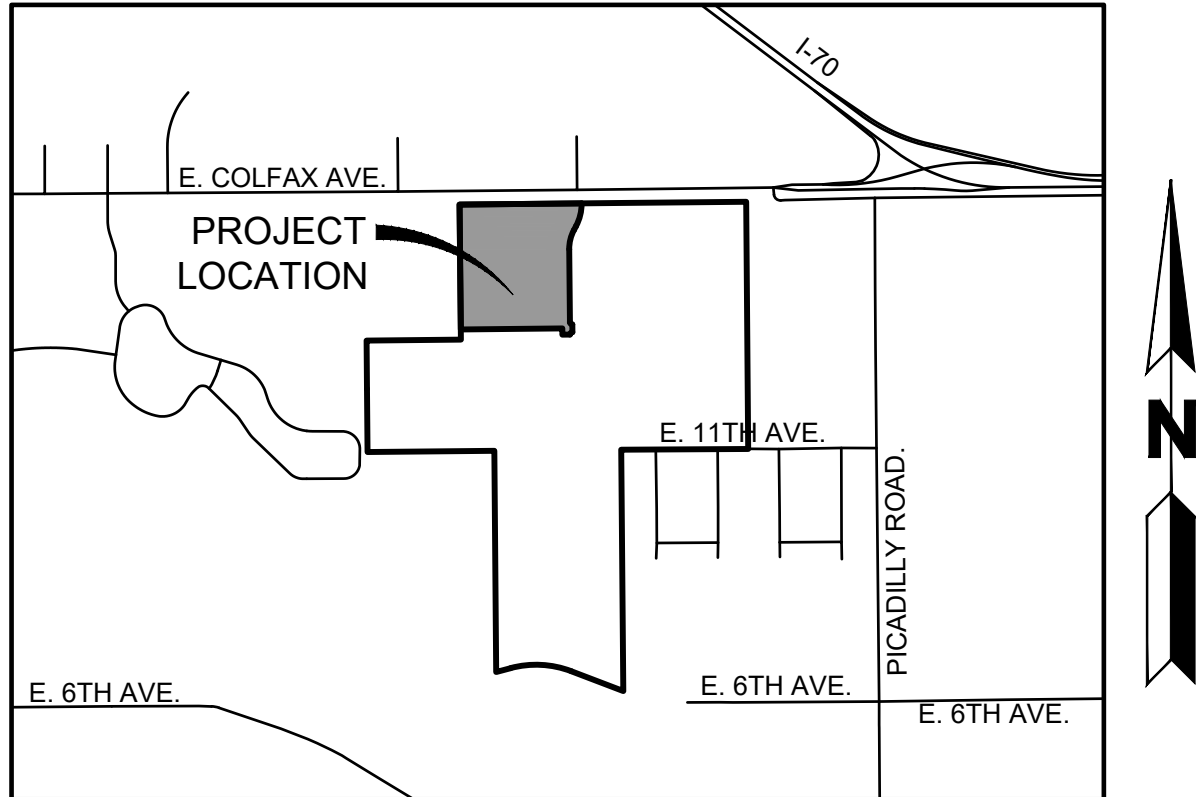 I-70
E. COLFAX AVE.
PROJECT
LOCATION
N
E. 11TH AVE.
PICADILLY ROAD.
E. 6TH AVE.
E. 6TH AVE.
E. 6TH AVE.